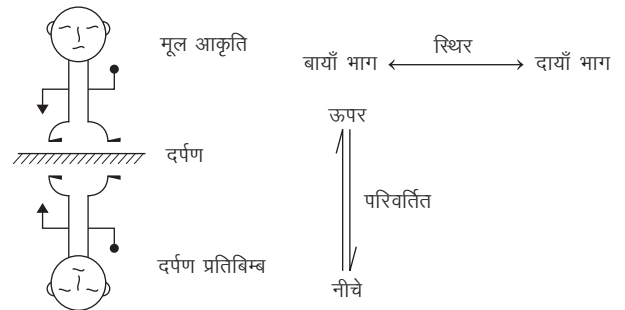 मूल आकृति
बायाँ भाग स्थिर दायाँ भाग
ऊपर
दर्पण
परिवर्तित
दर्पण प्रतिबिम्ब
नीचे